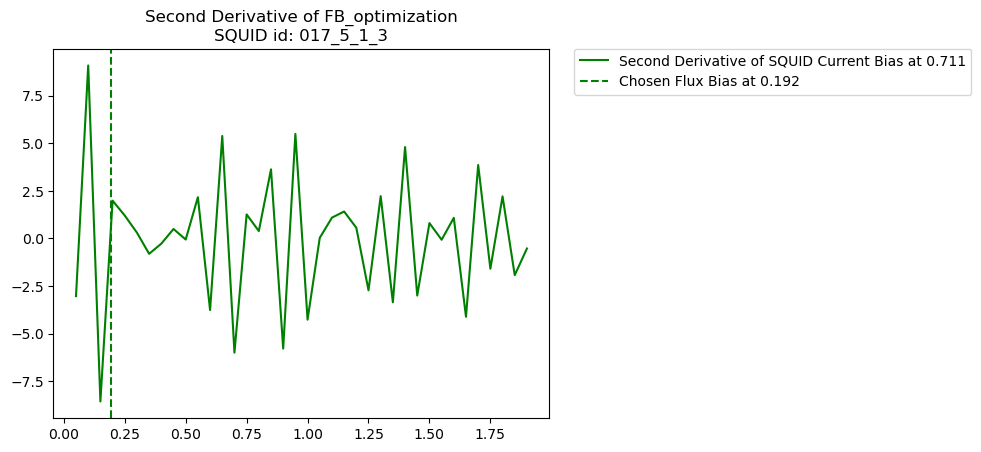 Second Derivative of FB_optimization
SQUID id: 017_5_1_3
Second Derivative of SQUID Current Bias at 0.711
Chosen Flux Bias at 0.192
7.5
5.0
2.5
0.0
−2.5
−5.0
−7.5
0.00 0.25 0.50 0.75 1.00 1.25 1.50 1.75